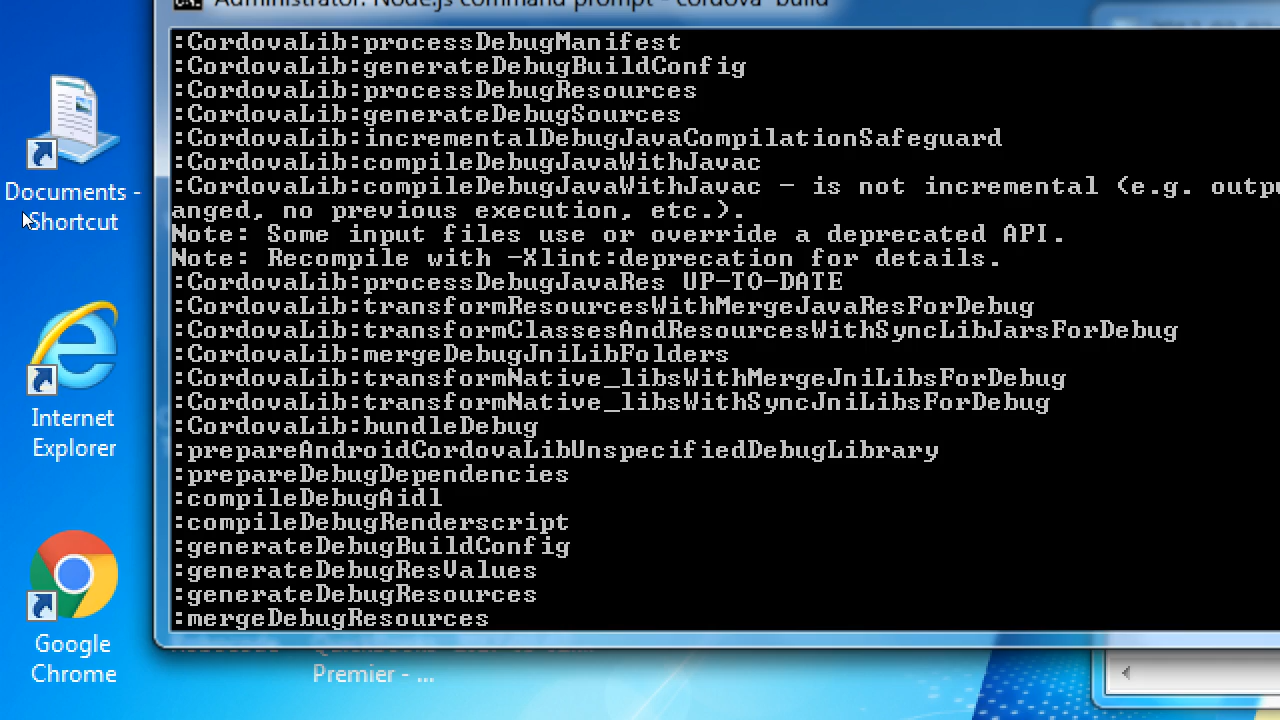 Administrator: Node.js command prompt - cordova build
:CordovaLib:processDebugManifest
:CordovaLib:generateDebugBuildConfig
:CordovaLib:processDebugResources
:CordovaLib:generateDebugSources
:CordovaLib:incrementalDebugJavaCompilationSafeguard
:CordovaLib:compileDebugJavaWithJavac
:CordovaLib:compileDebugJavaWithJavac - is not incremental (e.g. outpu
anged, no previous execution, etc.).
Note: Some input files use or override a deprecated API.
Note: Recompile with -Xlint:deprecation for details.
:CordovaLib:processDebugJavaRes UP-TO-DATE
:CordovaLib:transformResourcesWithMergeJavaResForDebug
:CordovaLib:transformClassesAndResourcesWithSyncLibJarsForDebug
:CordovaLib:mergeDebugJniLibFolders
:CordovaLib:transformNative_libsWithMergeJniLibsForDebug
:CordovaLib:transformNative_libsWithSyncJniLibsForDebug
:CordovaLib:bundleDebug
:prepareAndroidCordovaLibUnspecifiedDebugLibrary
:prepareDebugDependencies
:compileDebugAidl
:compileDebugRenderscript
:generateDebugBuildConfig
:generateDebugResValues
:generateDebugResources
:mergeDebugResources
Documents -
Shortcut
Internet
Explorer
Google
Chrome
Premier - ...